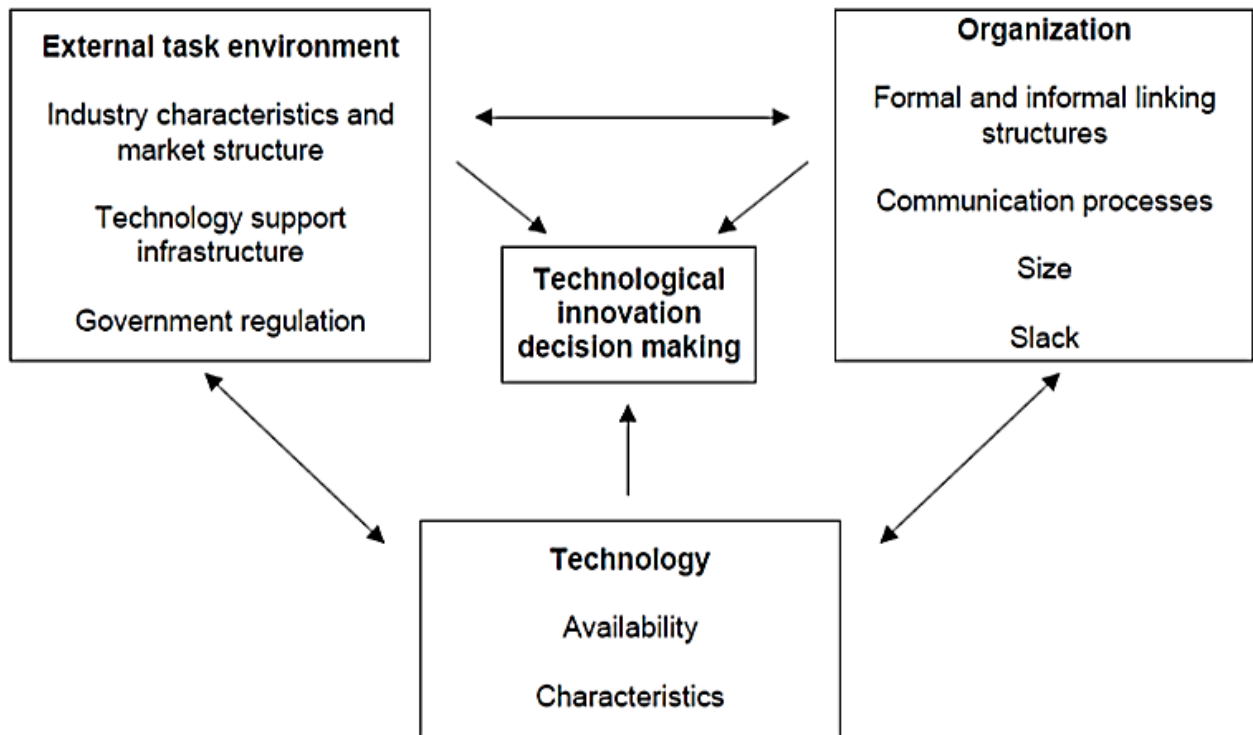 External task environment
Industry characteristics and
market structure
Technology support
infrastructure
Government regulation
Organization
Formal and informal linking
structures
Communication processes
Size
Slack
Technological
innovation
decision making
Technology
Availability
Characteristics